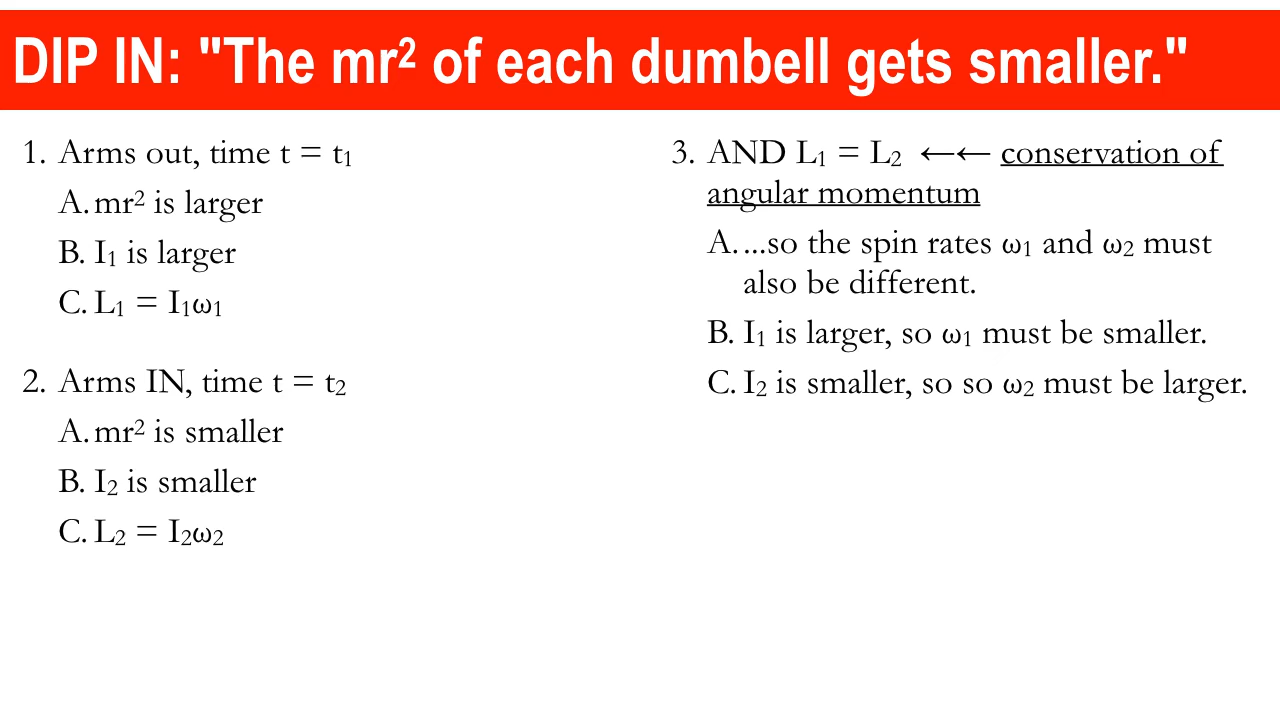 DIP IN: "The mr² of each dumbell gets smaller."
1. Arms out, time t = t₁
A. mr² is larger
B. I₁ is larger
C. L₁ = I₁ω₁
2. Arms IN, time t = t₂
A. mr² is smaller
B. I₂ is smaller
C. L₂ = I₂ω₂
3. AND L₁ = L₂ ←← conservation of
angular momentum
A. ...so the spin rates ω₁ and ω₂ must
also be different.
B. I₁ is larger, so ω₁ must be smaller.
C. I₂ is smaller, so so ω₂ must be larger.